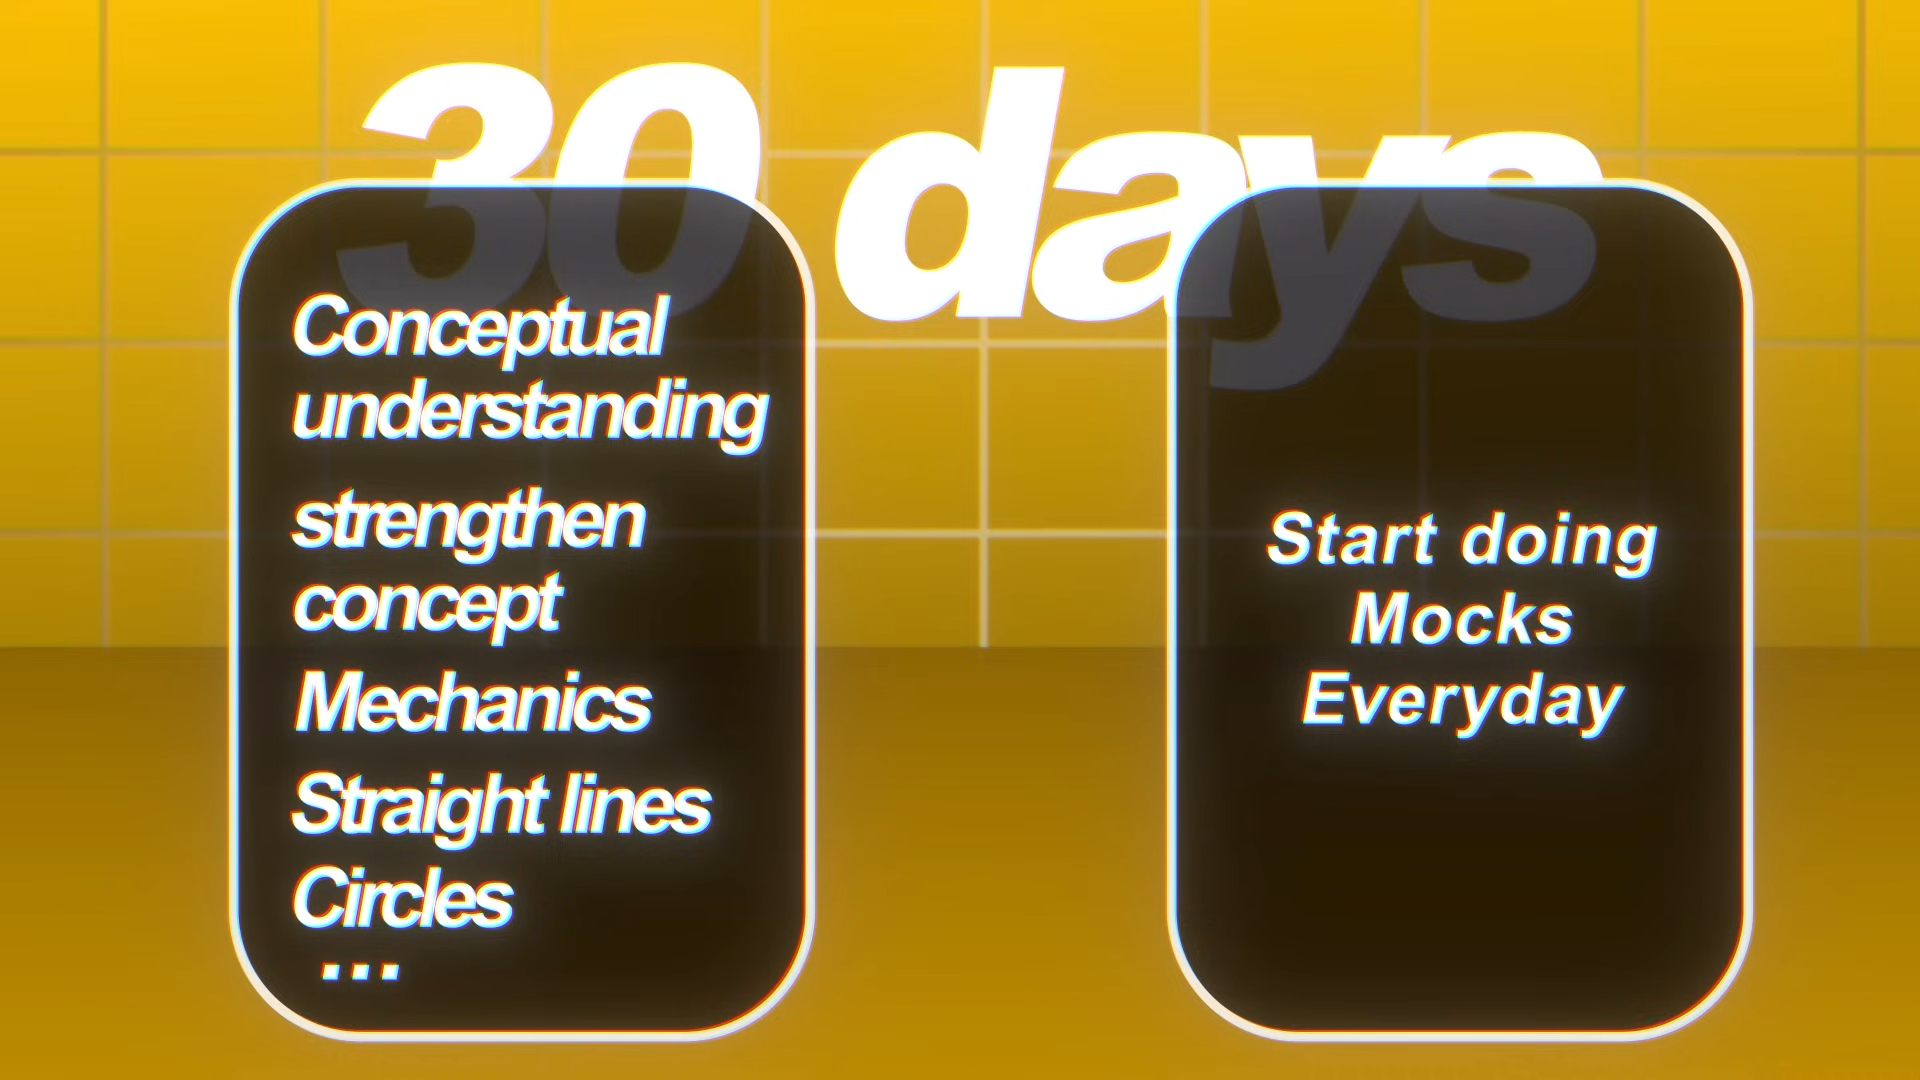 30 days
Conceptual
understanding
strengthen
concept
Mechanics
Straight lines
Circles
...
Start doing
Mocks
Everyday